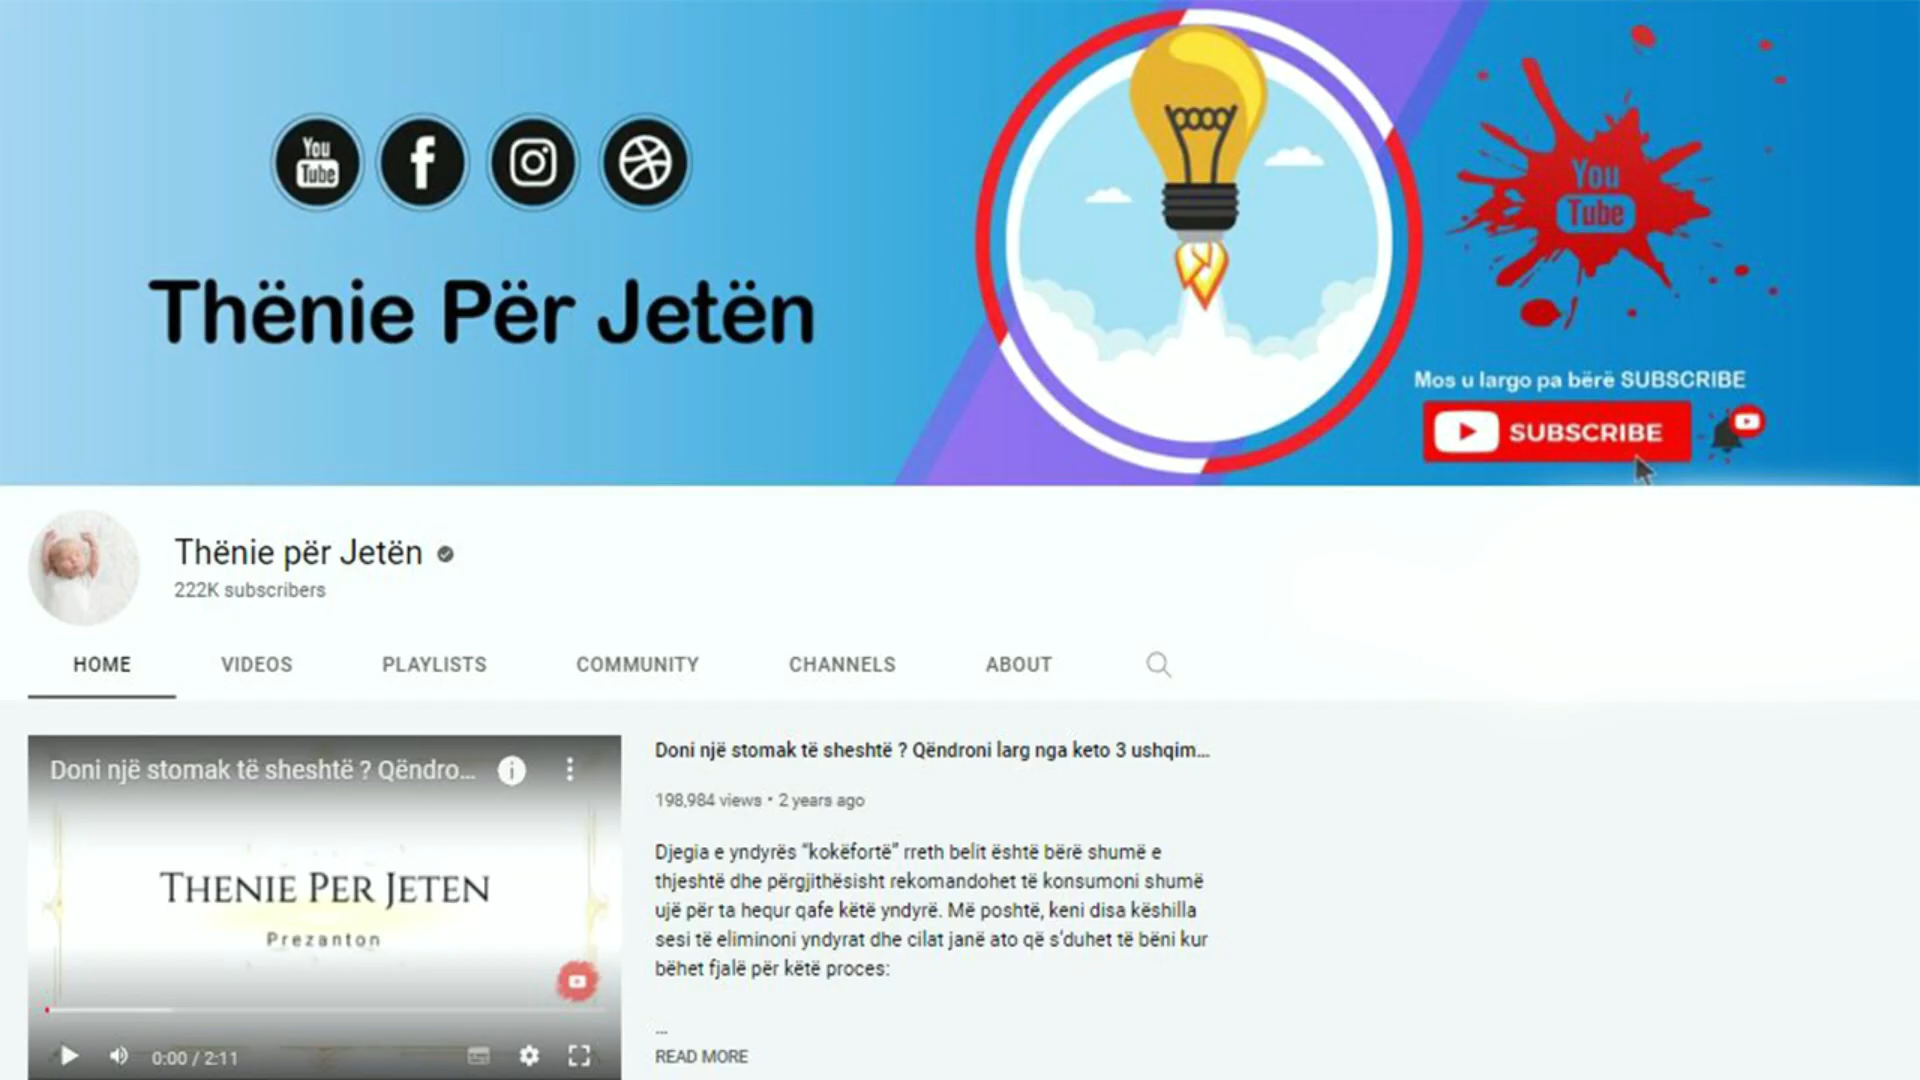 You
Tube
Thënie Për Jetën
You
Tube
Mos u largo pa bërë SUBSCRIBE
SUBSCRIBE
Thënie për Jetën
222K subscribers
HOME VIDEOS PLAYLISTS COMMUNITY CHANNELS ABOUT
Doni një stomak të sheshtë ? Qëndro...
THENIE PER JETEN
Prezanton
0:00 / 2:11
Doni një stomak të sheshtë ? Qëndroni larg nga keto 3 ushqim...
198,984 views • 2 years ago
Djegia e yndyrës “kokëfortë” rreth belit është bërë shumë e
thjeshtë dhe përgjithësisht rekomandohet të konsumoni shumë
ujë për ta hequr qafe këtë yndyrë. Më poshtë, keni disa këshilla
sesi të eliminoni yndyrat dhe cilat janë ato që s'duhet të bëni kur
bëhet fjalë për këtë proces:
...
READ MORE